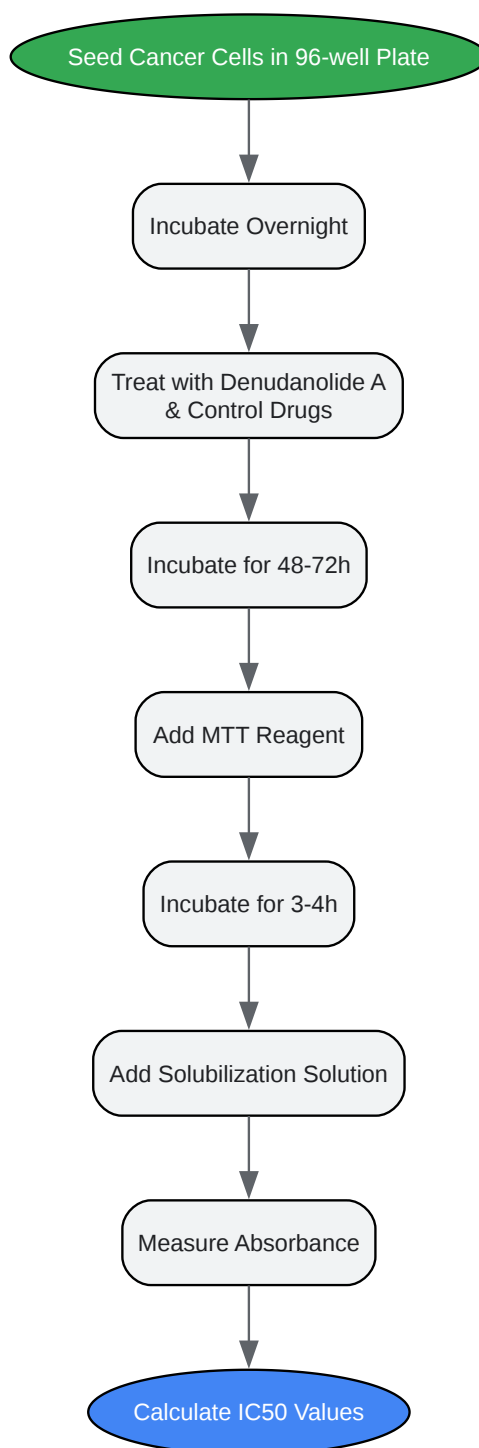 Seed Cancer Cells in 96-well Plate
Incubate Overnight
Treat with Denudanolide A
& Control Drugs
Incubate for 48-72h
Add MTT Reagent
Incubate for 3-4h
Add Solubilization Solution
Measure Absorbance
Calculate IC50 Values